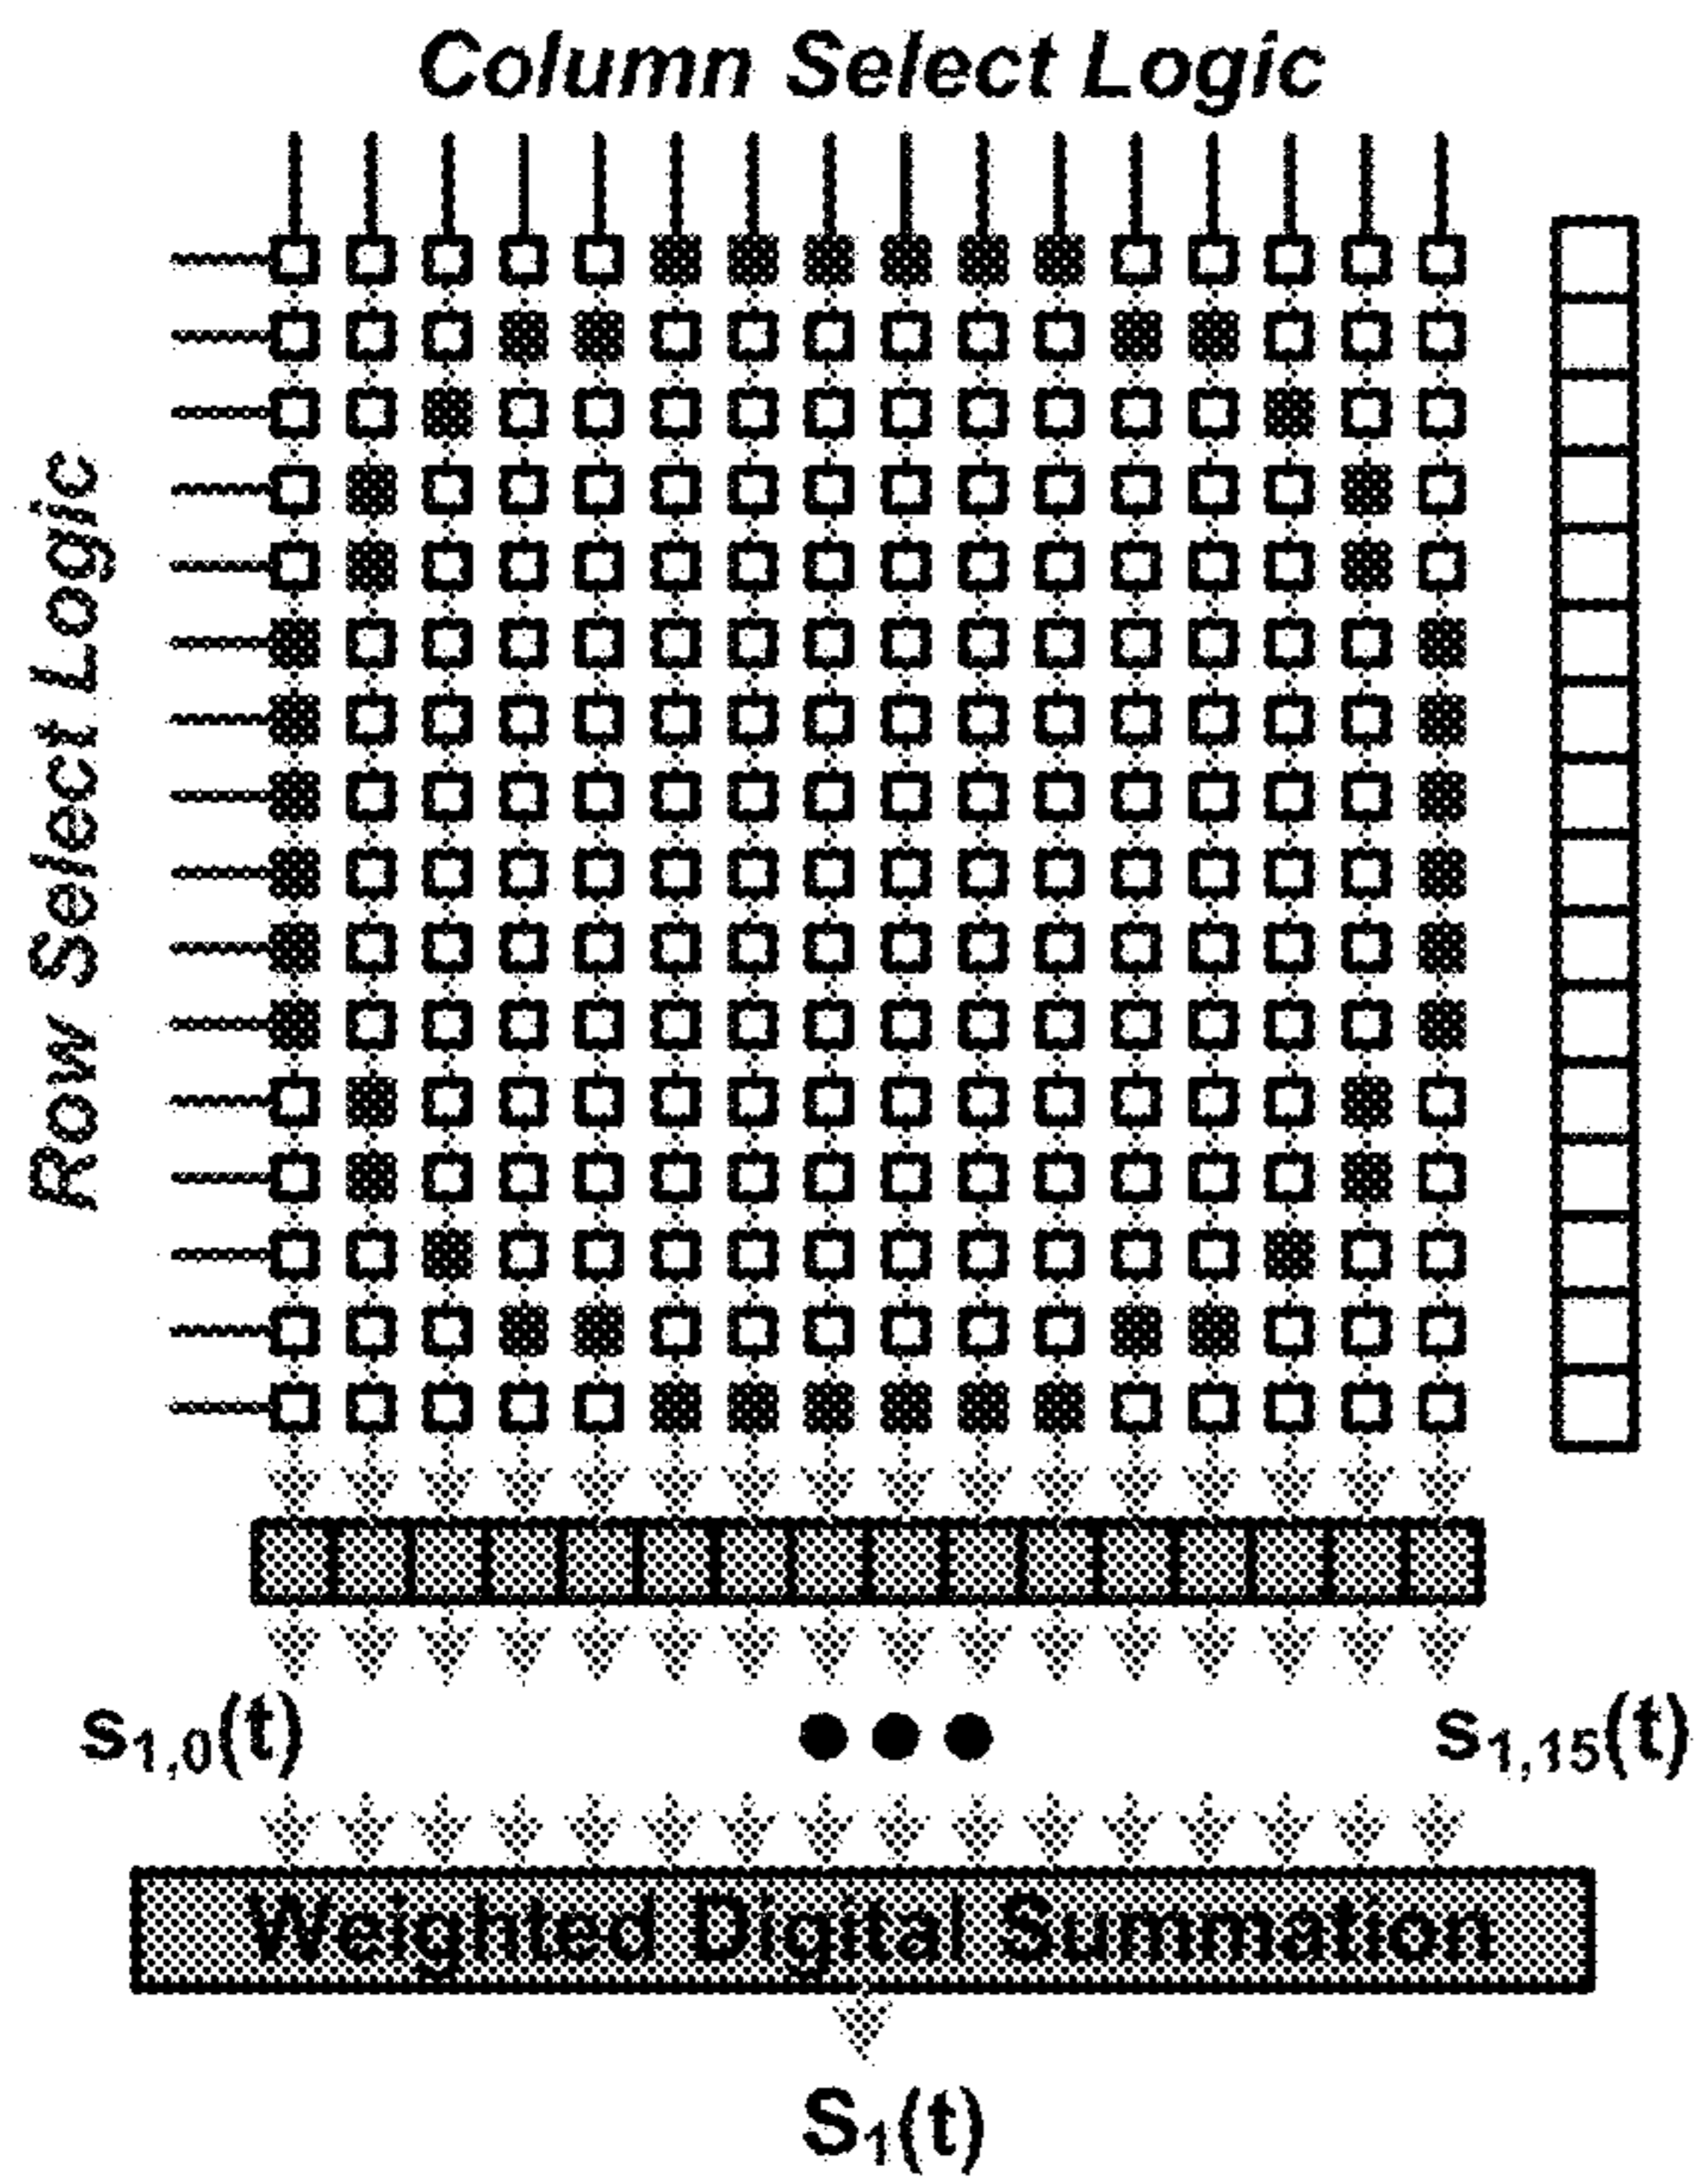 Column Select Logic
Row Select Logic
s1,0(t)
s1,15(t)
Weighted Digital Summation
S1(t)